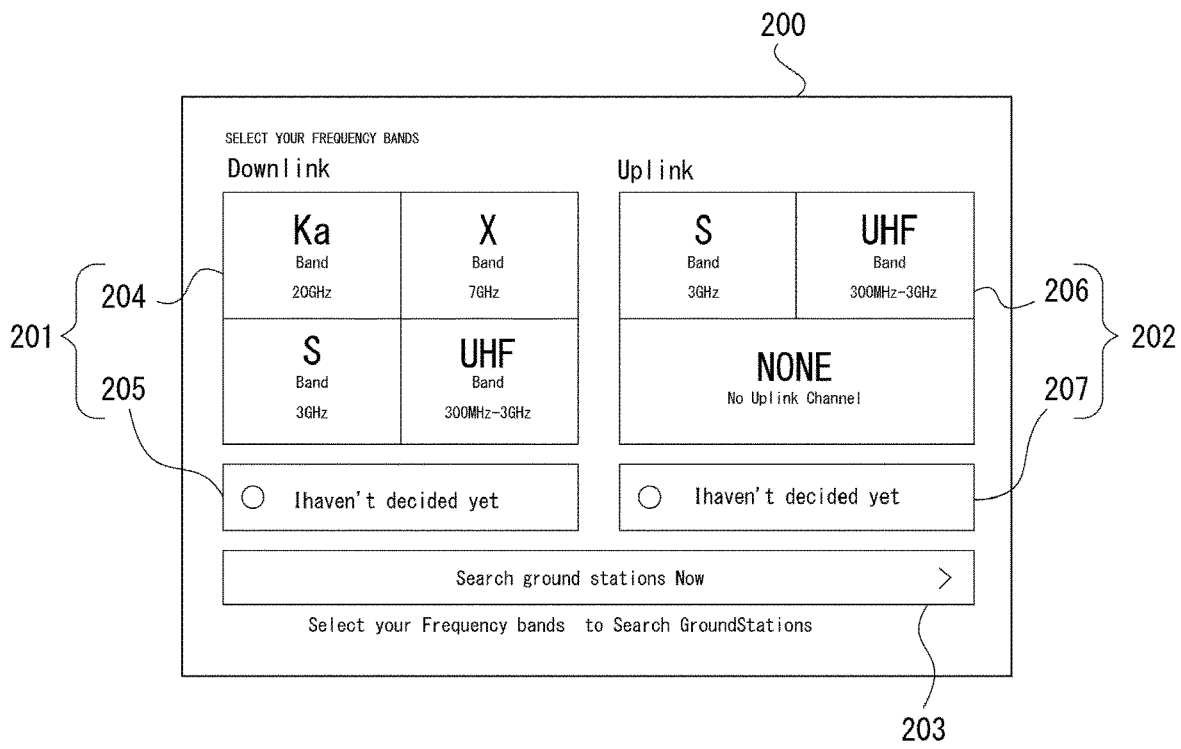 200
SELECT YOUR FREQUENCY BANDS
Downlink
Uplink
Ka
Band
20GHz
X
Band
7GHz
S
Band
3GHz
UHF
Band
300MHz-3GHz
S
Band
3GHz
UHF
Band
300MHz-3GHz
NONE
No Uplink Channel
201
204
205
206
207
202
Ihaven't decided yet
Ihaven't decided yet
Search ground stations Now
Select your Frequency bands to Search GroundStations
203